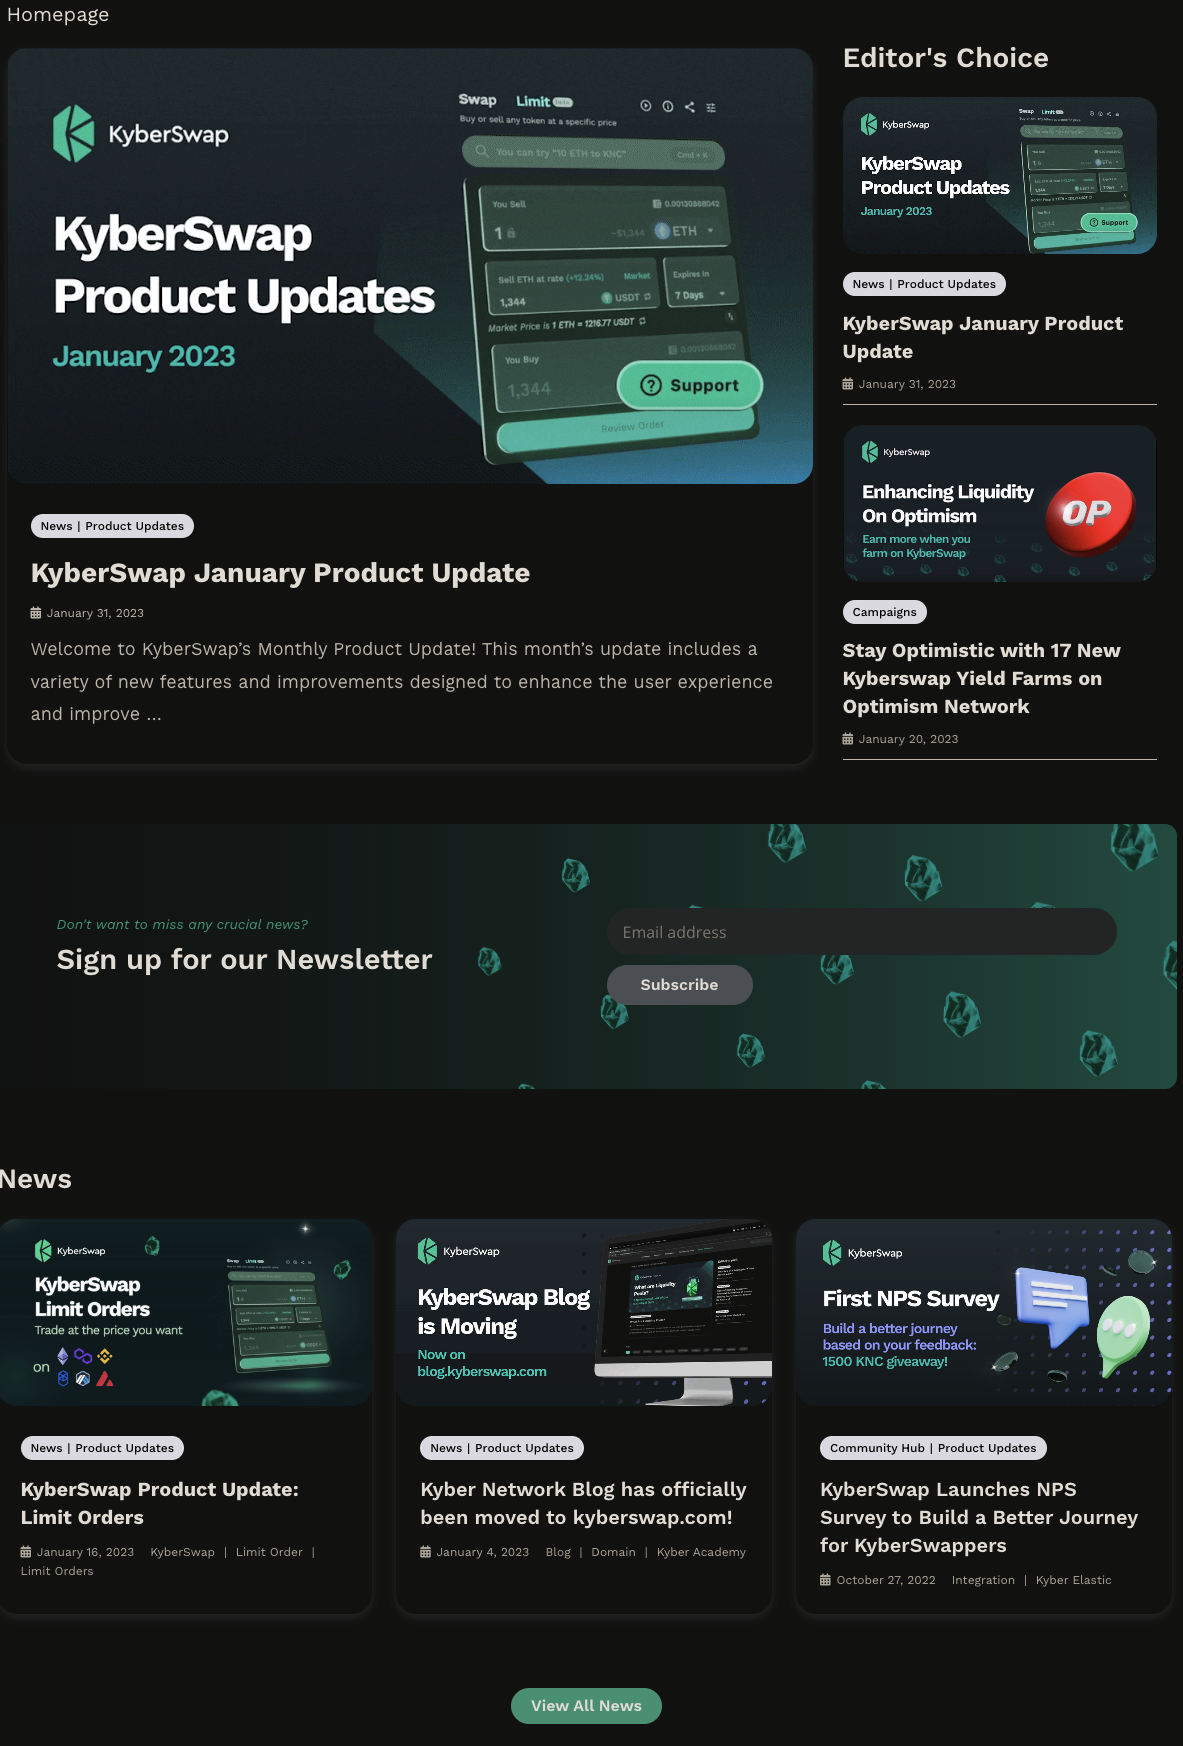 Homepage
KyberSwap
KyberSwap
Product Updates
January 2023
Swap Limit beta
Buy or sell any token at a specific price
You can try "10 ETH to KNC" Cmd + K
You Sell 0.00130868042
1 ~$1,344 ETH
Sell ETH at rate (+12.24%) Market
1,344 USDT
Expires In
7 Days
Market Price is 1 ETH = 1216.77 USDT
You Buy 0.00130868042
1,344
Support
Review Order
News | Product Updates
KyberSwap January Product Update
January 31, 2023
Welcome to KyberSwap’s Monthly Product Update! This month’s update includes a
variety of new features and improvements designed to enhance the user experience
and improve ...
Editor's Choice
KyberSwap
KyberSwap
Product Updates
January 2023
Swap Limit
Support
News | Product Updates
KyberSwap January Product
Update
January 31, 2023
KyberSwap
Enhancing Liquidity
On Optimism
Earn more when you
farm on KyberSwap
OP
Campaigns
Stay Optimistic with 17 New
Kyberswap Yield Farms on
Optimism Network
January 20, 2023
Don't want to miss any crucial news?
Sign up for our Newsletter
Email address
Subscribe
News
KyberSwap
KyberSwap
Limit Orders
Trade at the price you want
on
Swap Limit
News | Product Updates
KyberSwap Product Update:
Limit Orders
January 16, 2023 KyberSwap | Limit Order |
Limit Orders
KyberSwap
KyberSwap Blog
is Moving
Now on
blog.kyberswap.com
What are Liquidity
Pools?
News | Product Updates
Kyber Network Blog has officially
been moved to kyberswap.com!
January 4, 2023 Blog | Domain | Kyber Academy
KyberSwap
First NPS Survey
Build a better journey
based on your feedback:
1500 KNC giveaway!
Community Hub | Product Updates
KyberSwap Launches NPS
Survey to Build a Better Journey
for KyberSwappers
October 27, 2022 Integration | Kyber Elastic
View All News